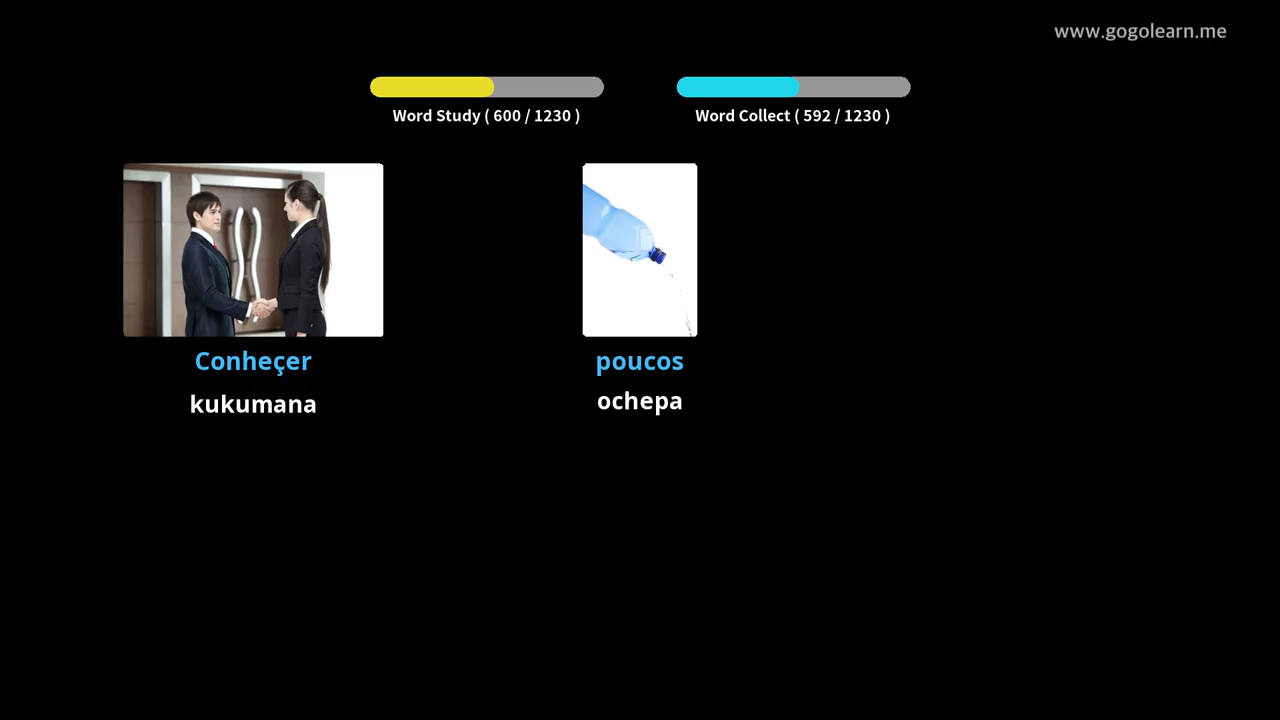 www.gogolearn.me
Word Study ( 600 / 1230 )
Word Collect ( 592 / 1230 )
Conheçer
kukumana
poucos
ochepa